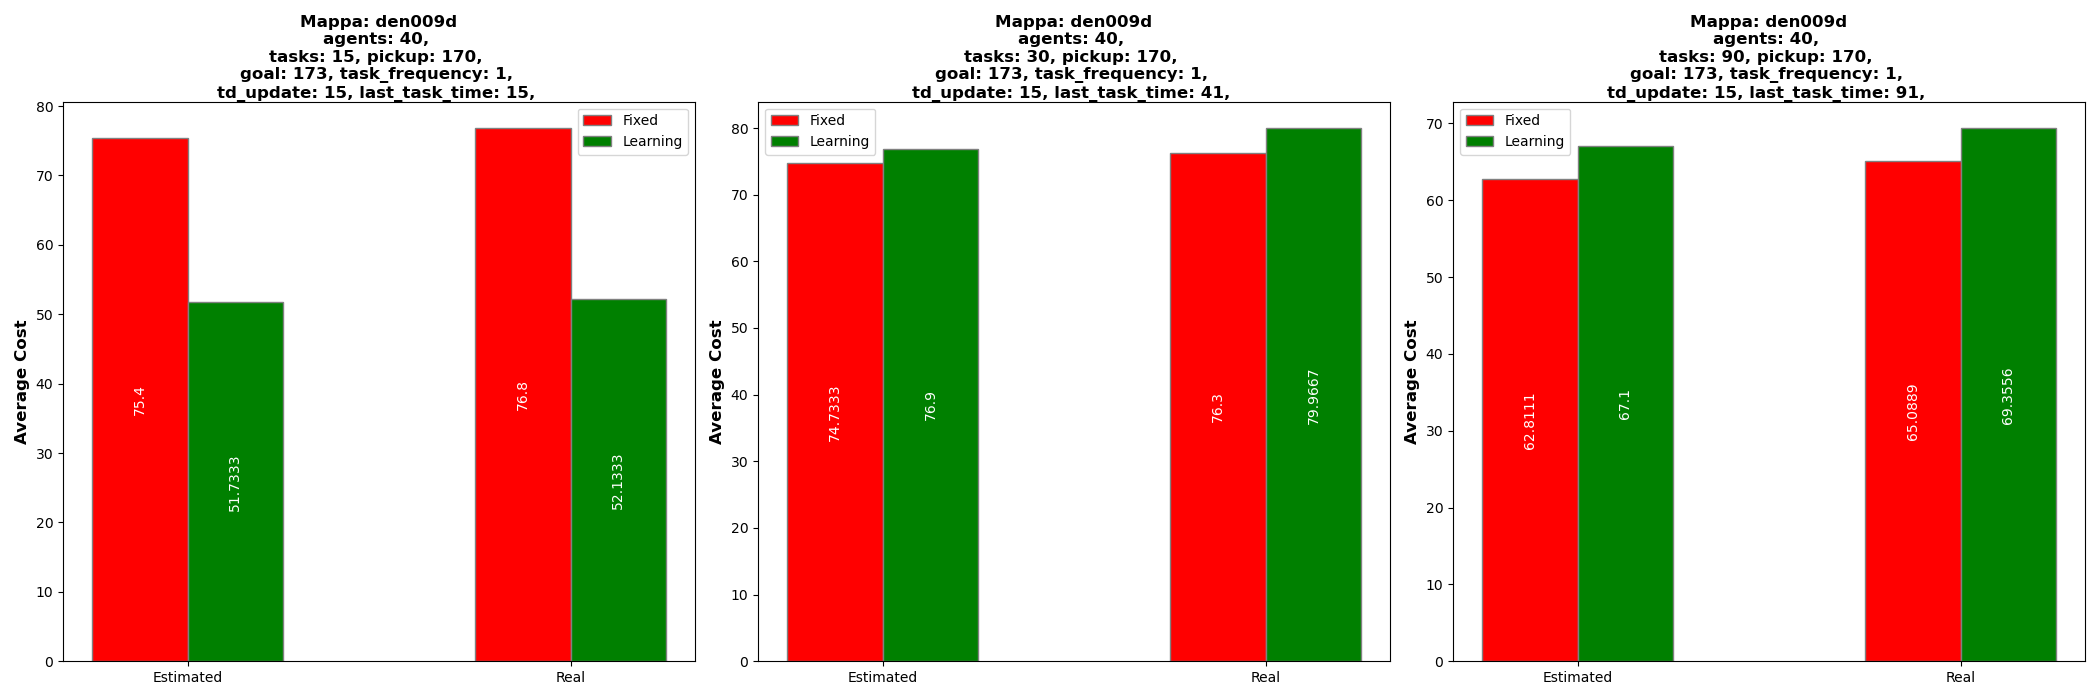 Mappa: den009d
agents: 40,
tasks: 15, pickup: 170,
goal: 173, task_frequency: 1,
td_update: 15, last_task_time: 15,
Fixed
Learning
80
70
60
50
40
30
20
10
0
Average Cost
75.4
51.7333
76.8
52.1333
Estimated
Real
Mappa: den009d
agents: 40,
tasks: 30, pickup: 170,
goal: 173, task_frequency: 1,
td_update: 15, last_task_time: 41,
Fixed
Learning
80
70
60
50
40
30
20
10
0
Average Cost
74.7333
76.9
76.3
79.9667
Estimated
Real
Mappa: den009d
agents: 40,
tasks: 90, pickup: 170,
goal: 173, task_frequency: 1,
td_update: 15, last_task_time: 91,
Fixed
Learning
70
60
50
40
30
20
10
0
Average Cost
62.8111
67.1
65.0889
69.3556
Estimated
Real